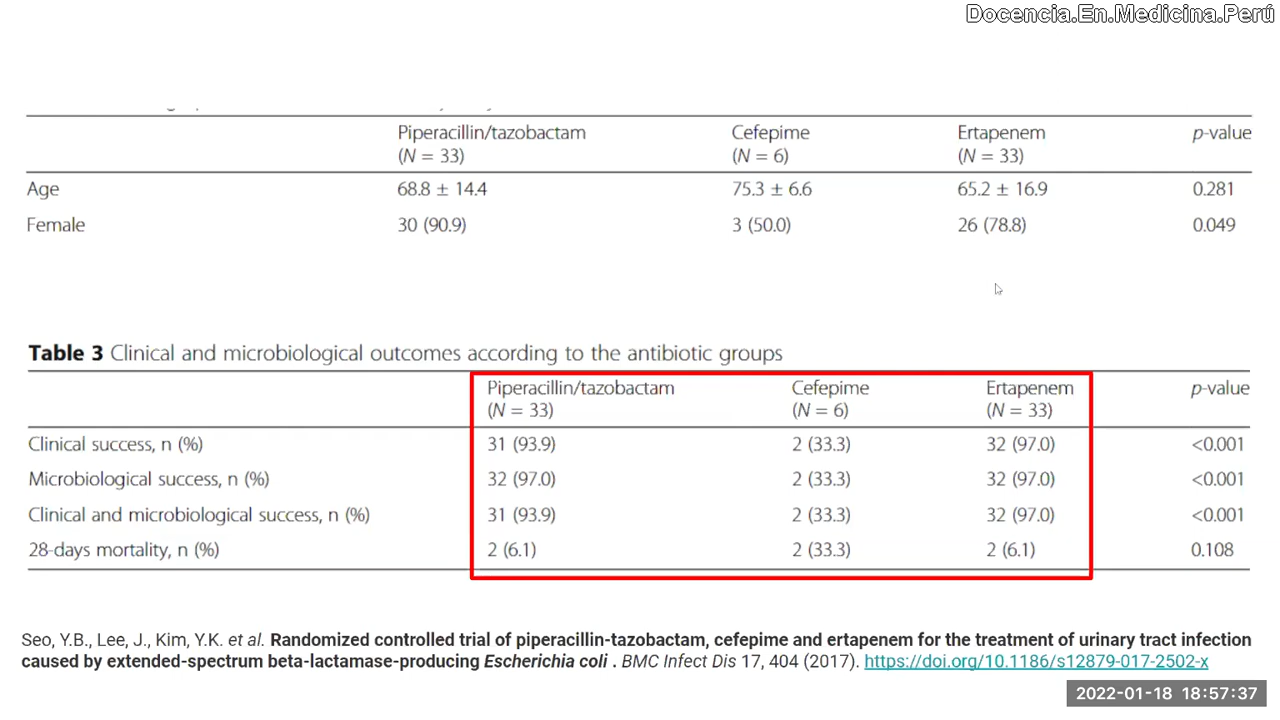 Docencia.En.Medicina.Perú
Piperacillin/tazobactam Cefepime Ertapenem p-value
(N = 33) (N = 6) (N = 33)
Age 68.8 ± 14.4 75.3 ± 6.6 65.2 ± 16.9 0.281
Female 30 (90.9) 3 (50.0) 26 (78.8) 0.049
Table 3 Clinical and microbiological outcomes according to the antibiotic groups
Piperacillin/tazobactam Cefepime Ertapenem p-value
(N = 33) (N = 6) (N = 33)
Clinical success, n (%) 31 (93.9) 2 (33.3) 32 (97.0) <0.001
Microbiological success, n (%) 32 (97.0) 2 (33.3) 32 (97.0) <0.001
Clinical and microbiological success, n (%) 31 (93.9) 2 (33.3) 32 (97.0) <0.001
28-days mortality, n (%) 2 (6.1) 2 (33.3) 2 (6.1) 0.108
Seo, Y.B., Lee, J., Kim, Y.K. et al. Randomized controlled trial of piperacillin-tazobactam, cefepime and ertapenem for the treatment of urinary tract infection
caused by extended-spectrum beta-lactamase-producing Escherichia coli . BMC Infect Dis 17, 404 (2017). https://doi.org/10.1186/s12879-017-2502-x
2022-01-18 18:57:37